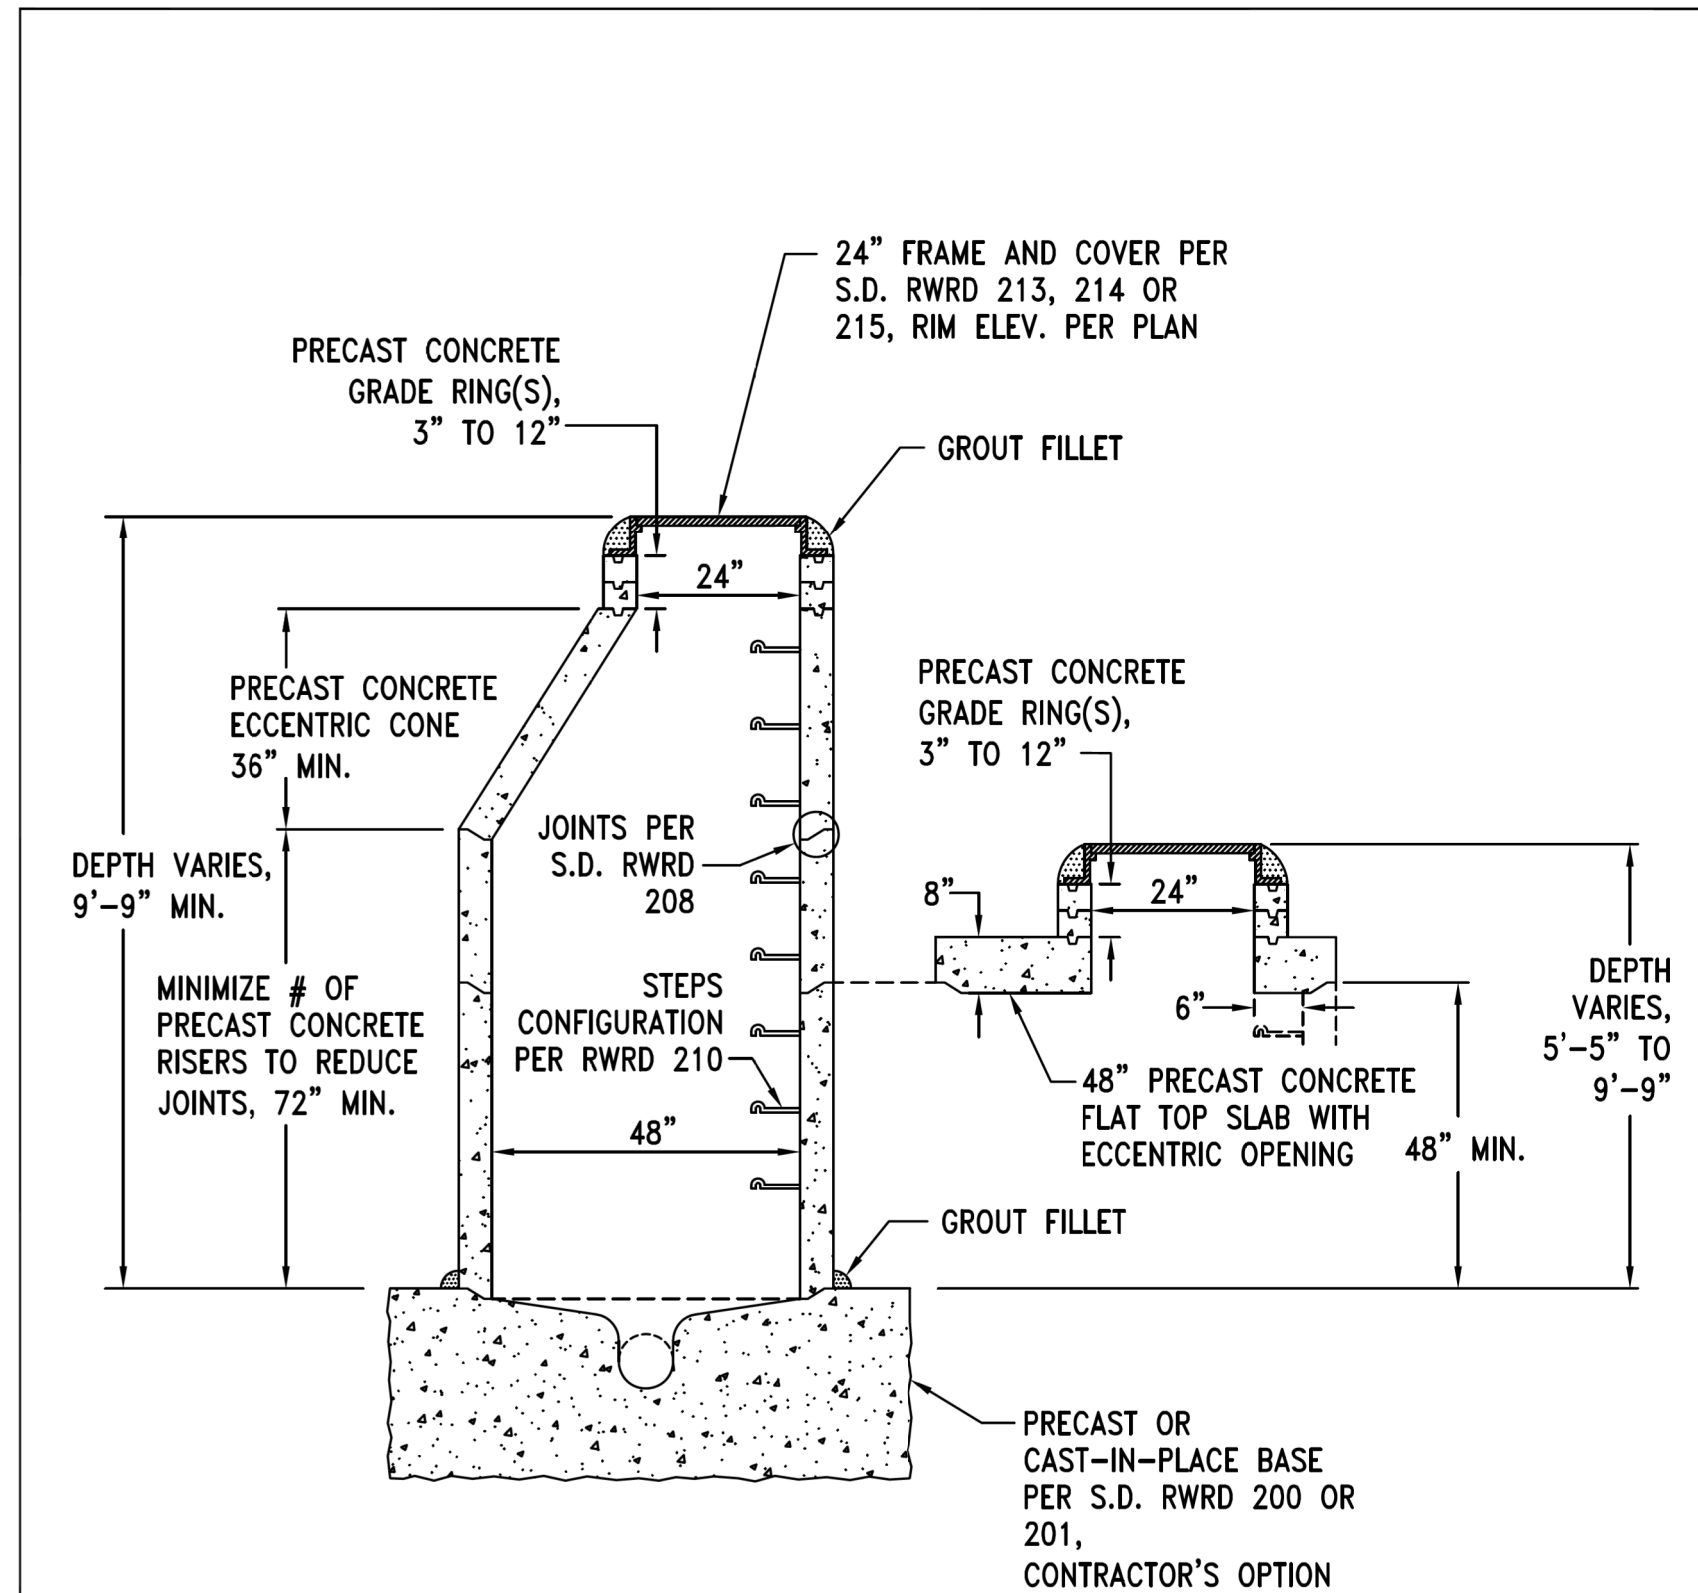 24” FRAME AND COVER PER
S.D. RWRD 213, 214 OR
215, RIM ELEV. PER PLAN
PRECAST CONCRETE
GRADE RING(S),
3” TO 12”
GROUT FILLET
24”
PRECAST CONCRETE
ECCENTRIC CONE
36” MIN.
PRECAST CONCRETE
GRADE RING(S),
3” TO 12”
JOINTS PER
S.D. RWRD
208
DEPTH VARIES,
9’-9” MIN.
8”
24”
MINIMIZE # OF
PRECAST CONCRETE
RISERS TO REDUCE
JOINTS, 72” MIN.
STEPS
CONFIGURATION
PER RWRD 210
6”
DEPTH
VARIES,
5’-5” TO
9’-9”
48” PRECAST CONCRETE
FLAT TOP SLAB WITH
ECCENTRIC OPENING
48” MIN.
48”
GROUT FILLET
PRECAST OR
CAST-IN-PLACE BASE
PER S.D. RWRD 200 OR
201,
CONTRACTOR’S OPTION